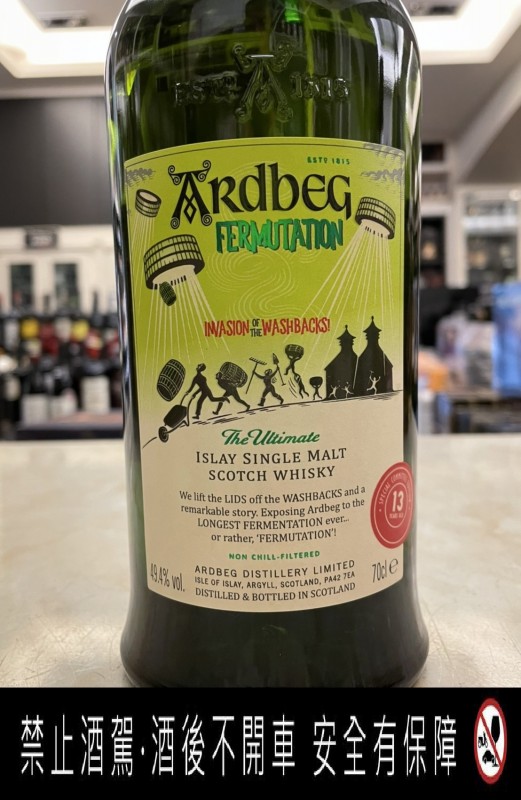 ESTD 1815
ARDBEG
FERMUTATION
INVASION OF THE WASHBACKS!
The Ultimate
ISLAY SINGLE MALT
SCOTCH WHISKY
We lift the LIDS off the WASHBACKS and a
remarkable story. Exposing Ardbeg to the
LONGEST FERMENTATION ever...
or rather, 'FERMUTATION'!
NON CHILL-FILTERED
49.4% vol.
ARDBEG DISTILLERY LIMITED
ISLE OF ISLAY, ARGYLL, SCOTLAND, PA42 7EA
DISTILLED & BOTTLED IN SCOTLAND
70cl e
13
YEARS OLD
禁止酒駕·酒後不開車 安全有保障